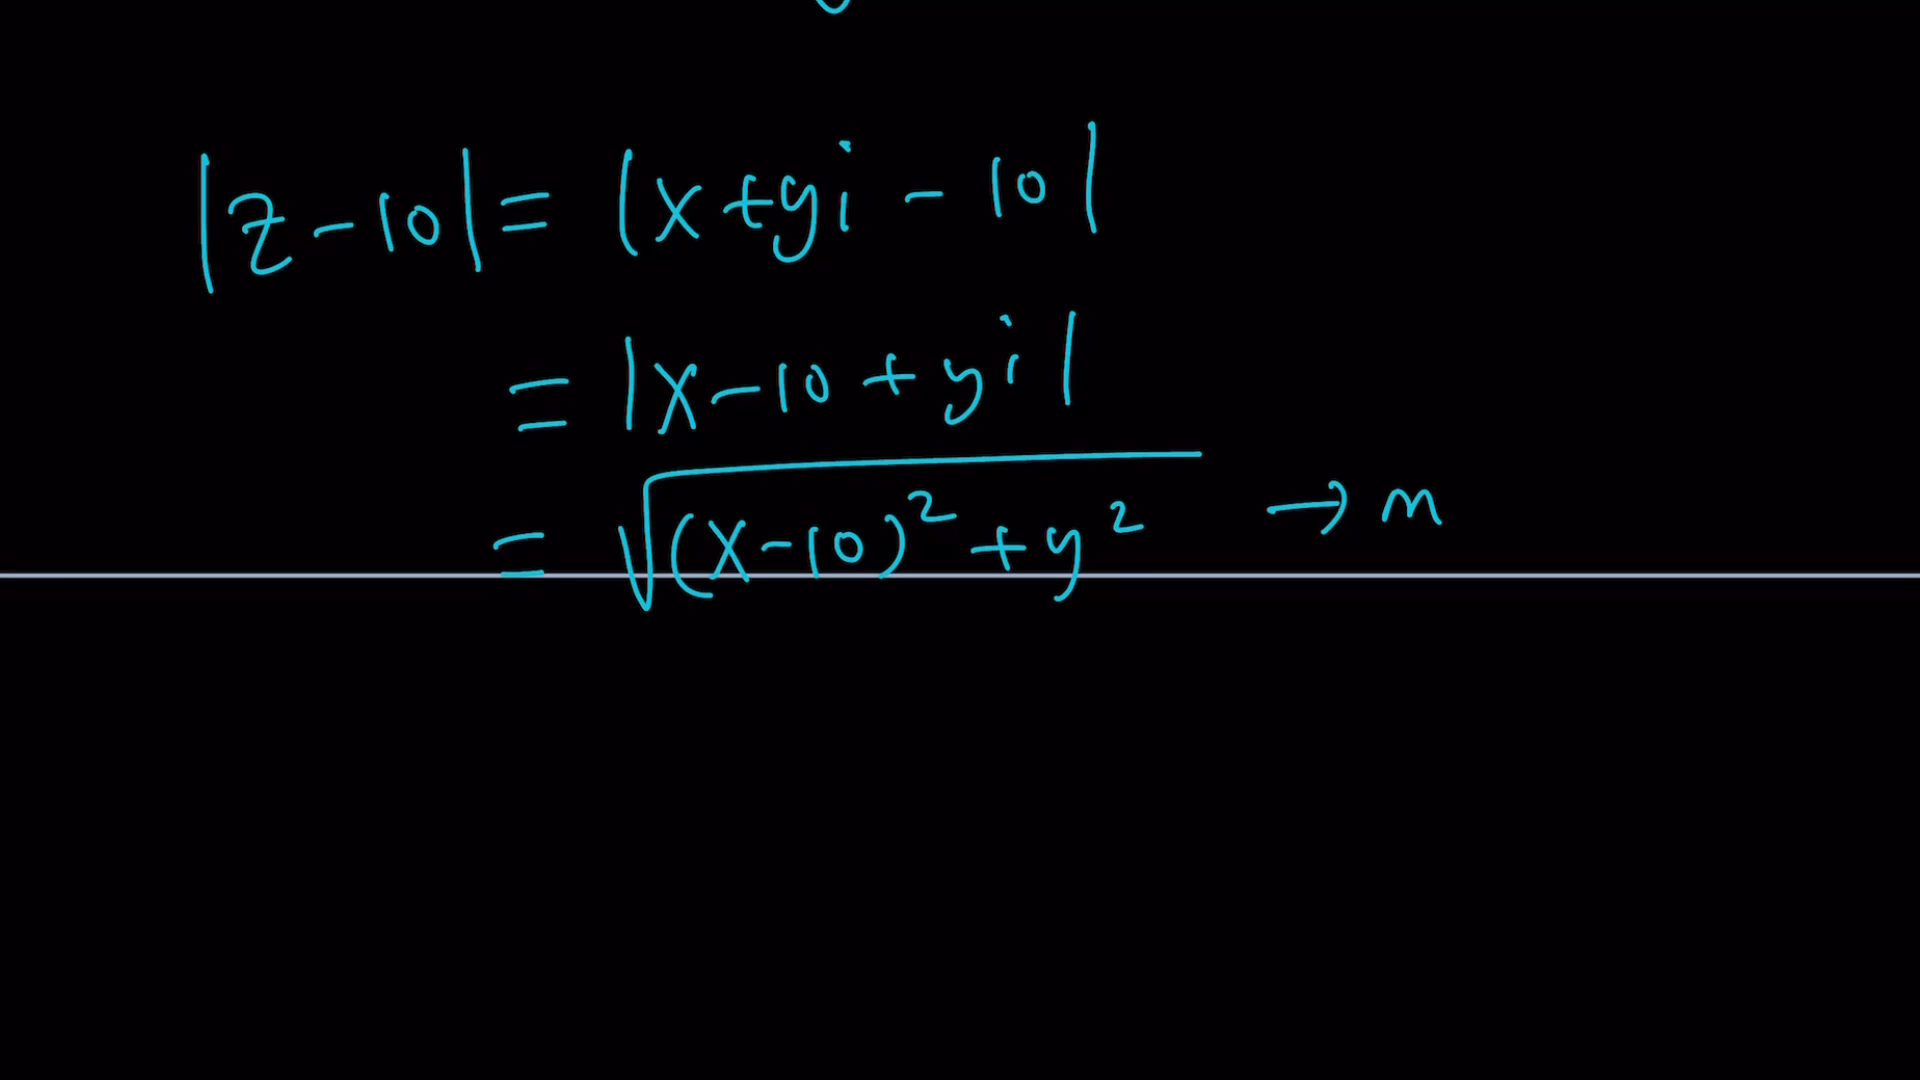 |z-10| = (x+yi - 10|
= |x-10+yi|
= √((x-10)²+y²) → m